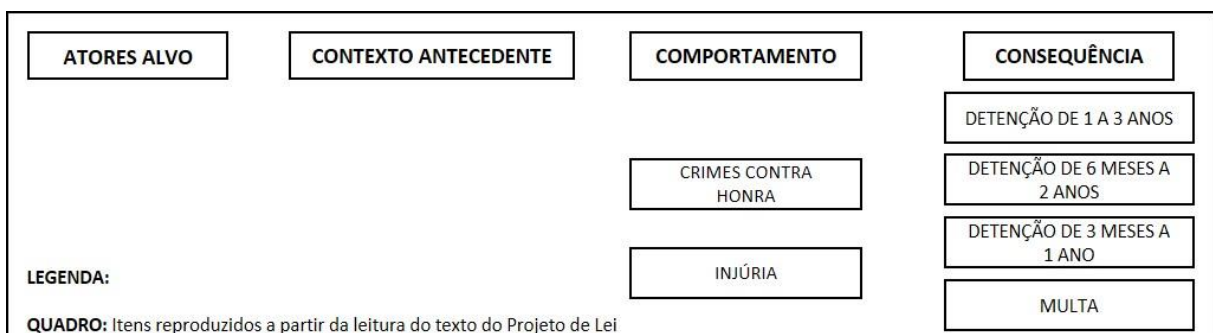 ATORES ALVO
CONTEXTO ANTECEDENTE
COMPORTAMENTO
CONSEQUÊNCIA
DETENÇÃO DE 1 A 3 ANOS
CRIMES CONTRA
HONRA
DETENÇÃO DE 6 MESES A
2 ANOS
DETENÇÃO DE 3 MESES A
1 ANO
INJÚRIA
MULTA
LEGENDA:
QUADRO: Itens reproduzidos a partir da leitura do texto do Projeto de Lei